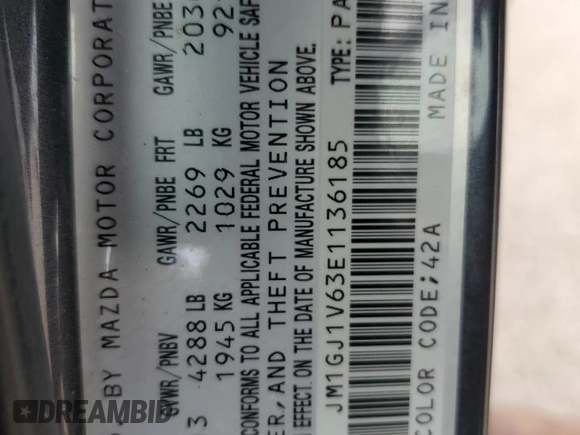 BY MAZDA MOTOR CORPORAT
GVWR/PNBV GAWR/PNBE FRT GAWR/PNBE
3 4288 LB 2269 LB
1945 KG 1029 KG
CONFORMS TO ALL APPLICABLE FEDERAL MOTOR VEHICLE SAF
ER, AND THEFT PREVENTION
EFFECT ON THE DATE OF MANUFACTURE SHOWN ABOVE.
JM1GJ1V63E1136185 TYPE: PA
COLOR CODE;42A MADE IN
DREAMBID